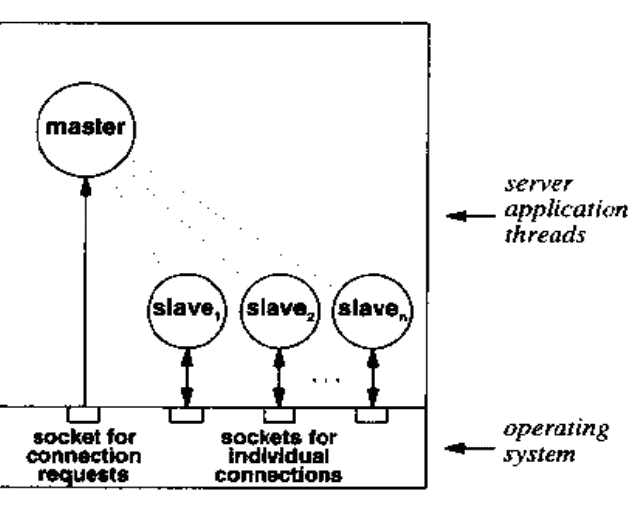 master
server
application
threads
slave1 slave2 slaven
...
socket for
connection
requests
sockets for
individual
connections
operating
system